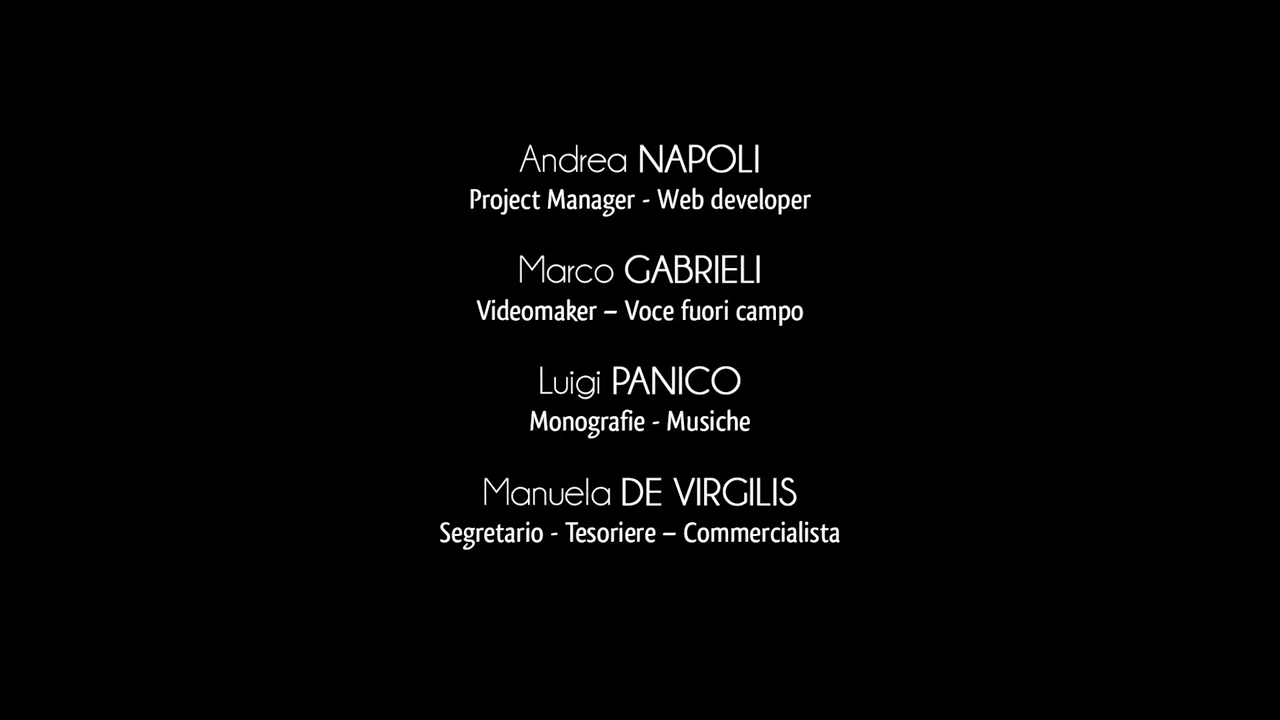 Andrea NAPOLI
Project Manager - Web developer
Marco GABRIELI
Videomaker – Voce fuori campo
Luigi PANICO
Monografie - Musiche
Manuela DE VIRGILIS
Segretario - Tesoriere – Commercialista